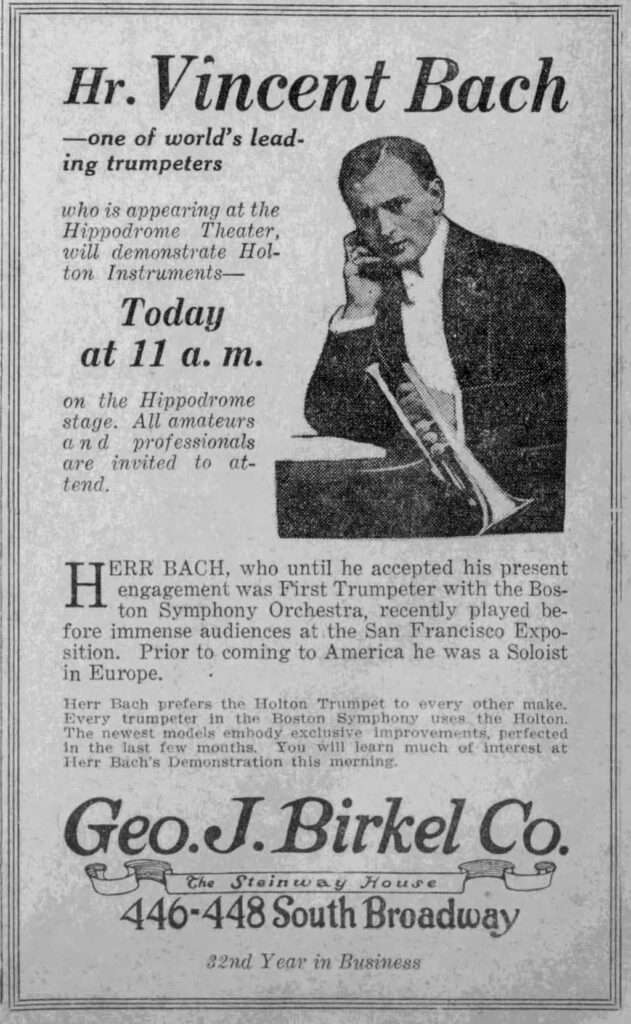 Hr. Vincent Bach
—one of world's lead-
ing trumpeters
who is appearing at the
Hippodrome Theater,
will demonstrate Hol-
ton Instruments—
Today
at 11 a. m.
on the Hippodrome
stage. All amateurs
and professionals
are invited to at-
tend.
HERR BACH, who until he accepted his present
engagement was First Trumpeter with the Bos-
ton Symphony Orchestra, recently played be-
fore immense audiences at the San Francisco Expo-
sition. Prior to coming to America he was a Soloist
in Europe.
Herr Bach prefers the Holton Trumpet to every other make.
Every trumpeter in the Boston Symphony uses the Holton.
The newest models embody exclusive improvements, perfected
in the last few months. You will learn much of interest at
Herr Bach's Demonstration this morning.
Geo. J. Birkel Co.
The Steinway House
446-448 South Broadway
32nd Year in Business